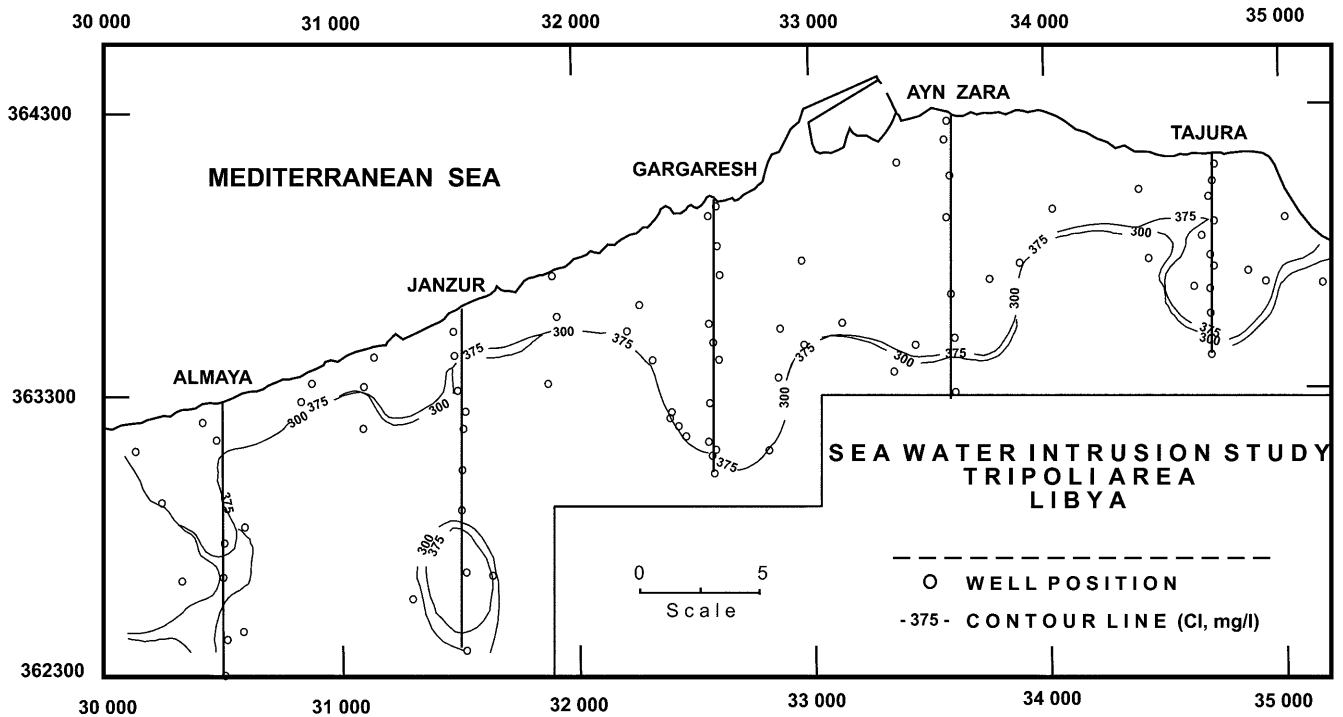 30 000 31 000 32 000 33 000 34 000 35 000
364300
AYN ZARA
TAJURA
GARGARESH
MEDITERRANEAN SEA
375
300
375
JANZUR
300
375
300
375
375
300
375
375
300
300
ALMAYA
363300
375
300
300
300
375
375
300
375
SEA WATER INTRUSION STUDY
TRIPOLI AREA
LIBYA
0 5
Scale
WELL POSITION
- 375 - CONTOUR LINE (Cl, mg/l)
362300
30 000 31 000 32 000 33 000 34 000 35 000